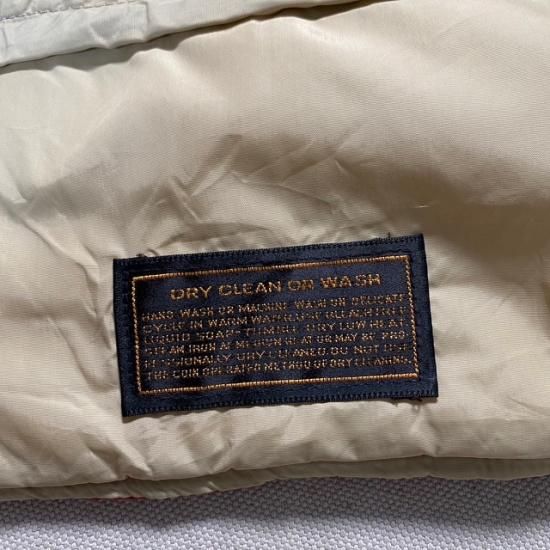 DRY CLEAN OR WASH
HAND WASH OR MACHINE WASH ON DELICATE
CYCLE IN WARM WATER. USE BLEACH FREE
LIQUID SOAP. TUMBLE DRY LOW HEAT
CLEAN IRON AT MEDIUM HEAT OR MAY BE PRO
FESSIONALLY DRY CLEANED. DO NOT USE
THE COIN OPERATED METHOD OF DRY CLEANING.